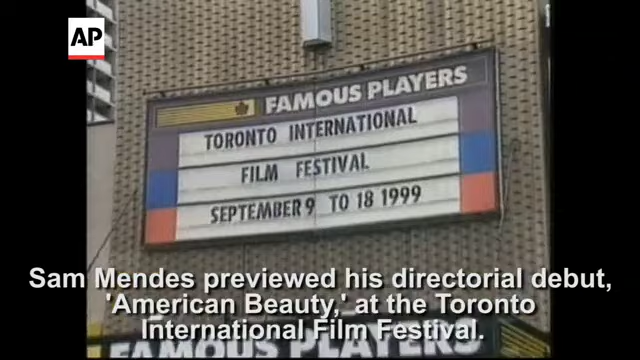 AP
FAMOUS PLAYERS
TORONTO INTERNATIONAL
FILM FESTIVAL
SEPTEMBER 9 TO 18 1999
Sam Mendes previewed his directorial debut,
'American Beauty,' at the Toronto
International Film Festival.
FAMOUS PLAYERS